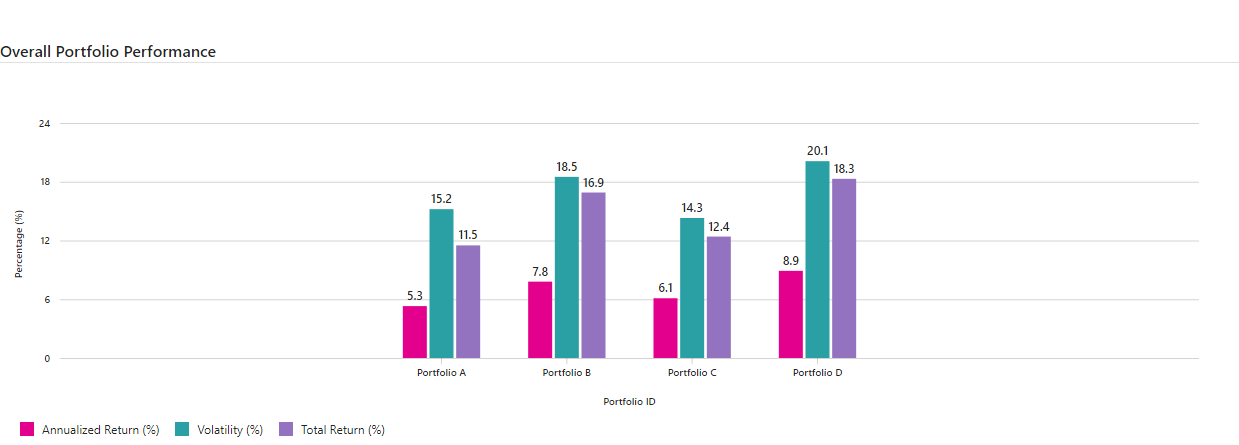 Overall Portfolio Performance
24
18
12
6
0
Percentage (%)
5.3
15.2
11.5
7.8
18.5
16.9
6.1
14.3
12.4
8.9
20.1
18.3
Portfolio A
Portfolio B
Portfolio C
Portfolio D
Portfolio ID
Annualized Return (%)
Volatility (%)
Total Return (%)